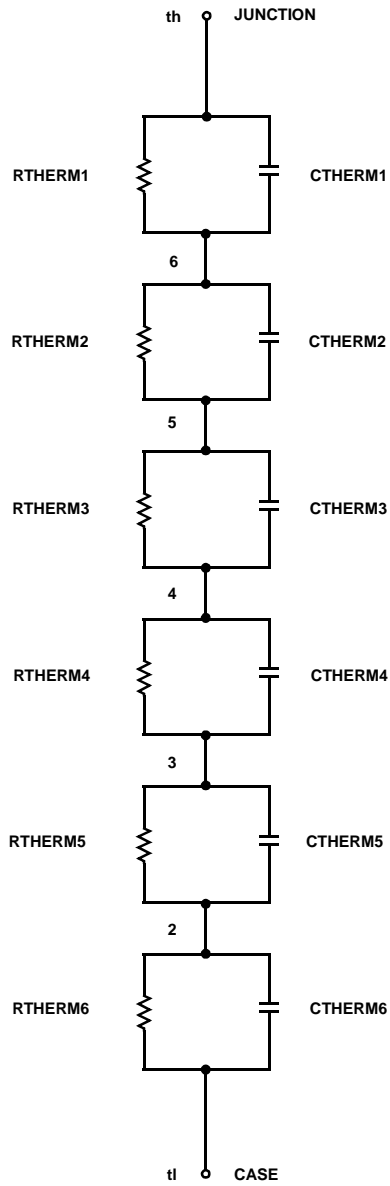 th JUNCTION
RTHERM1 CTHERM1
6
RTHERM2 CTHERM2
5
RTHERM3 CTHERM3
4
RTHERM4 CTHERM4
3
RTHERM5 CTHERM5
2
RTHERM6 CTHERM6
tl CASE